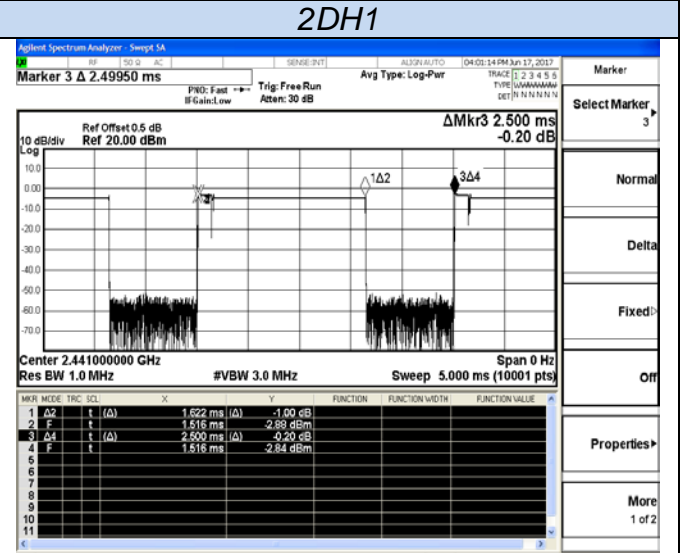 2DH1
Agilent Spectrum Analyzer - Swept SA
RF 50 Ω AC SENSE:INT ALIGN AUTO 04:01:14 PM Jun 17, 2017
Marker 3 Δ 2.49950 ms
PNO: Fast
IFGain:Low
Trig: Free Run
Atten: 30 dB
Avg Type: Log-Pwr
TRACE 1 2 3 4 5 6
TYPE
DET N N N N N N
Ref Offset 0.5 dB
Ref 20.00 dBm
10 dB/div
Log
ΔMkr3 2.500 ms
-0.20 dB
10.0
0.00
-10.0
-20.0
-30.0
-40.0
-50.0
-60.0
-70.0
1Δ2
3Δ4
Center 2.441000000 GHz
Res BW 1.0 MHz
#VBW 3.0 MHz
Span 0 Hz
Sweep 5.000 ms (10001 pts)
MKR MODE TRC SCL X Y FUNCTION FUNCTION WIDTH FUNCTION VALUE
1 Δ2 t (Δ) 1.622 ms (Δ) -1.00 dB
2 F t 1.516 ms -2.89 dBm
3 Δ4 t (Δ) 2.500 ms (Δ) -0.20 dB
4 F t 1.516 ms -2.84 dBm
5
6
7
8
9
10
11
Marker
Select Marker
3
Normal
Delta
Fixed
Off
Properties
More
1 of 2